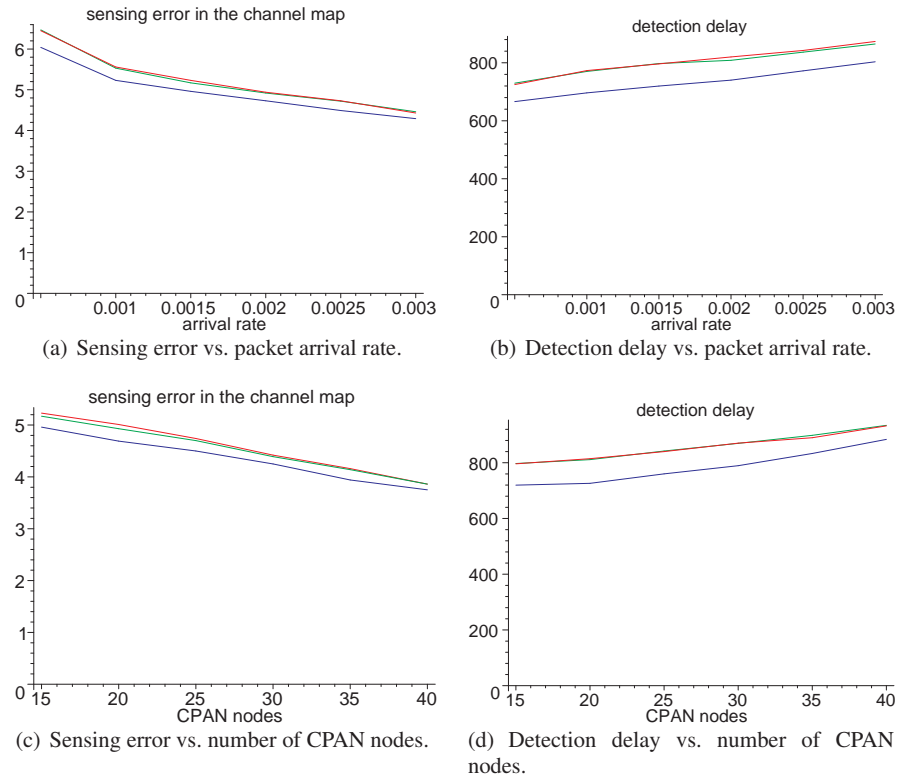 sensing error in the channel map
6
5
4
3
2
1
0
0.001 0.0015 0.002 0.0025 0.003
arrival rate
(a) Sensing error vs. packet arrival rate.
detection delay
800
600
400
200
0
0.001 0.0015 0.002 0.0025 0.003
arrival rate
(b) Detection delay vs. packet arrival rate.
sensing error in the channel map
5
4
3
2
1
0
15 20 25 30 35 40
CPAN nodes
(c) Sensing error vs. number of CPAN nodes.
detection delay
800
600
400
200
0
15 20 25 30 35 40
CPAN nodes
(d) Detection delay vs. number of CPAN
nodes.